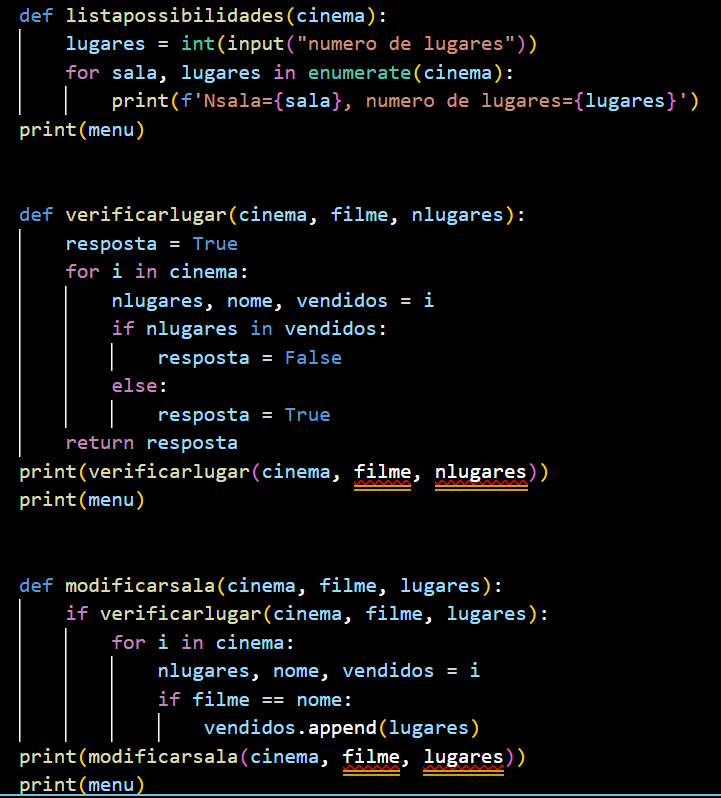 def listapossibilidades(cinema):
    lugares = int(input("numero de lugares"))
    for sala, lugares in enumerate(cinema):
        print(f'Nsala={sala}, numero de lugares={lugares}')
print(menu)
def verificarlugar(cinema, filme, nlugares):
    resposta = True
    for i in cinema:
        nlugares, nome, vendidos = i
        if nlugares in vendidos:
            resposta = False
        else:
            resposta = True
    return resposta
print(verificarlugar(cinema, filme, nlugares))
print(menu)
def modificarsala(cinema, filme, lugares):
    if verificarlugar(cinema, filme, lugares):
        for i in cinema:
            nlugares, nome, vendidos = i
            if filme == nome:
                vendidos.append(lugares)
print(modificarsala(cinema, filme, lugares))
print(menu)